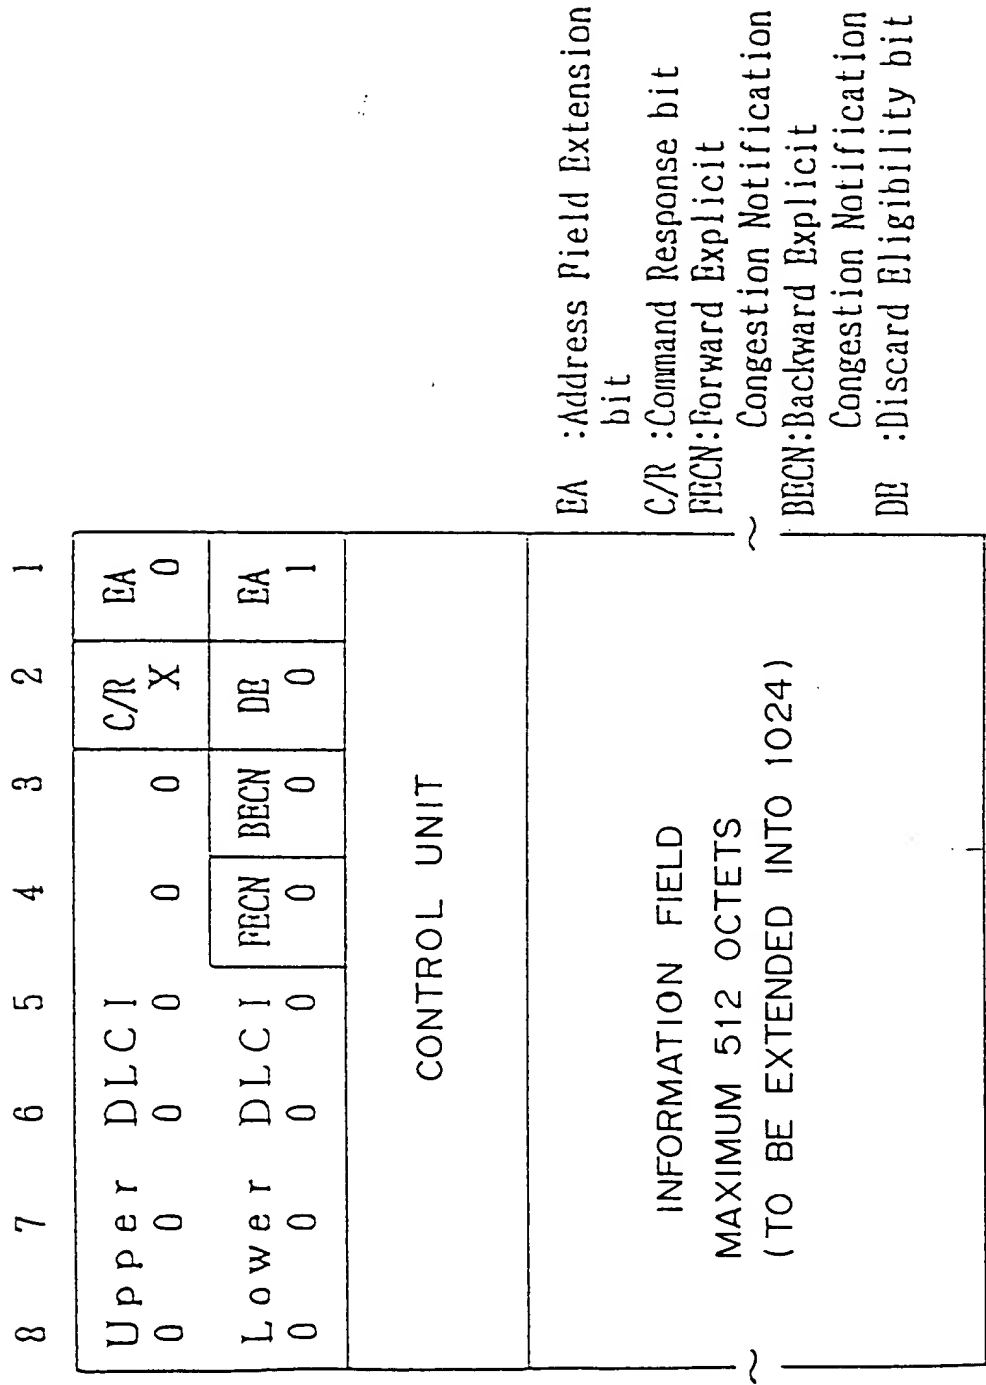 8 7 6 5 4 3 2 1
Upper DLCI C/R EA
0 0 0 0 0 0 X 0
Lower DLCI FECN BECN DE EA
0 0 0 0 0 0 0 1
CONTROL UNIT
INFORMATION FIELD
MAXIMUM 512 OCTETS
(TO BE EXTENDED INTO 1024)
EA :Address Field Extension
bit
C/R :Command Response bit
FECN:Forward Explicit
Congestion Notification
BECN:Backward Explicit
Congestion Notification
DE :Discard Eligibility bit